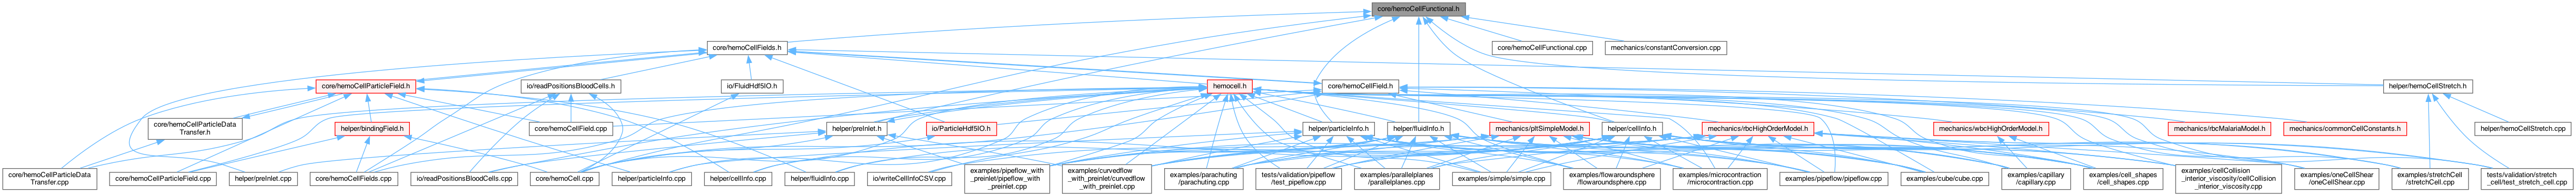 core/hemoCellFunctional.h
core/hemoCellFields.h
core/hemoCellFunctional.cpp
mechanics/constantConversion.cpp
core/hemoCellParticleField.h
io/readPositionsBloodCells.h
io/FluidHdf5IO.h
hemocell.h
core/hemoCellField.h
helper/hemoCellStretch.h
core/hemoCellParticleData
Transfer.h
helper/bindingField.h
core/hemoCellField.cpp
helper/preInlet.h
io/ParticleHdf5IO.h
helper/particleInfo.h
helper/fluidInfo.h
mechanics/pltSimpleModel.h
helper/cellInfo.h
mechanics/rbcHighOrderModel.h
mechanics/wbcHighOrderModel.h
mechanics/rbcMalariaModel.h
mechanics/commonCellConstants.h
helper/hemoCellStretch.cpp
core/hemoCellParticleData
Transfer.cpp
core/hemoCellParticleField.cpp
helper/preInlet.cpp
core/hemoCellFields.cpp
io/readPositionsBloodCells.cpp
core/hemoCell.cpp
helper/particleInfo.cpp
helper/cellInfo.cpp
helper/fluidInfo.cpp
io/writeCellInfoCSV.cpp
examples/pipeflow_with
_preinlet/pipeflow_with
_preinlet.cpp
examples/curvedflow
_with_preinlet/curvedflow
_with_preinlet.cpp
examples/parachuting
/parachuting.cpp
tests/validation/pipeflow
/test_pipeflow.cpp
examples/parallelplanes
/parallelplanes.cpp
examples/simple/simple.cpp
examples/flowaroundsphere
/flowaroundsphere.cpp
examples/microcontraction
/microcontraction.cpp
examples/pipeflow/pipeflow.cpp
examples/cube/cube.cpp
examples/capillary
/capillary.cpp
examples/cell_shapes
/cell_shapes.cpp
examples/cellCollision
_interior_viscosity/cellCollision
_interior_viscosity.cpp
examples/oneCellShear
/oneCellShear.cpp
examples/stretchCell
/stretchCell.cpp
tests/validation/stretch
_cell/test_stretch_cell.cpp